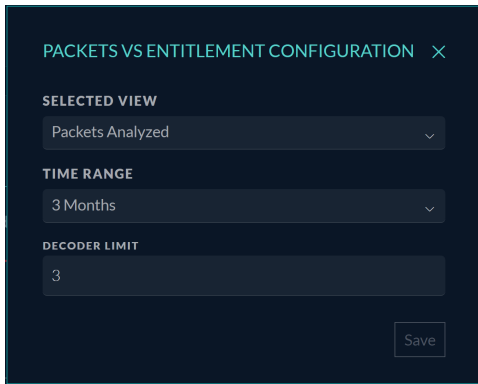 PACKETS VS ENTITLEMENT CONFIGURATION
SELECTED VIEW
Packets Analyzed
TIME RANGE
3 Months
DECODER LIMIT
3
Save